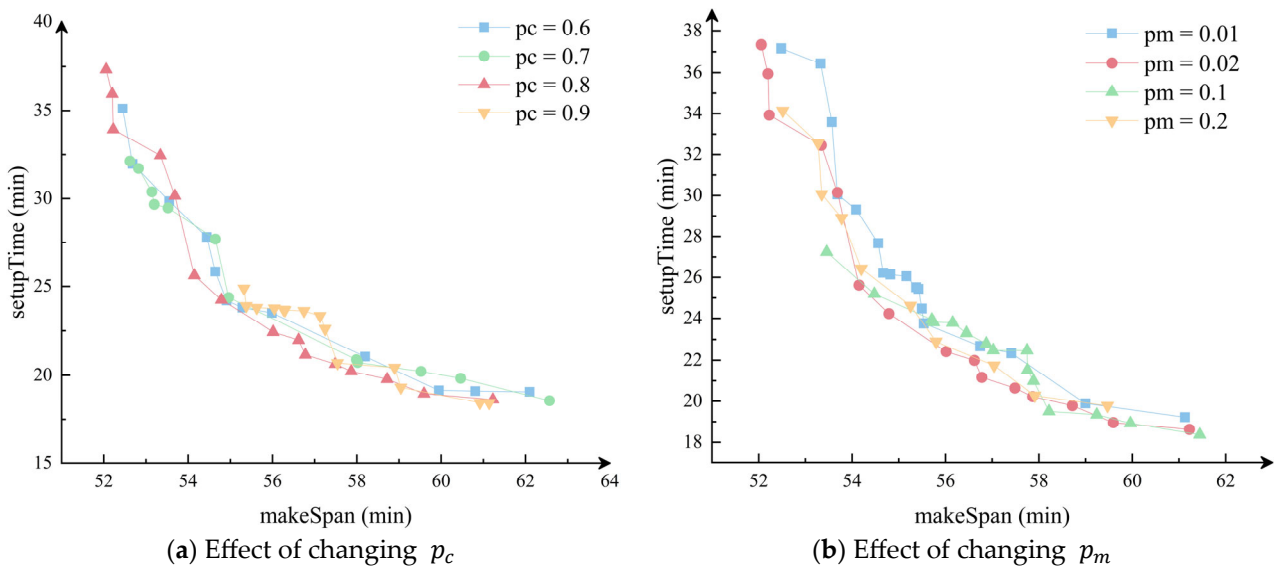 40
35
30
25
20
15
setupTime (min)
52 54 56 58 60 62 64
makeSpan (min)
pc = 0.6
pc = 0.7
pc = 0.8
pc = 0.9
(a) Effect of changing p_c
38
36
34
32
30
28
26
24
22
20
18
setupTime (min)
52 54 56 58 60 62
makeSpan (min)
pm = 0.01
pm = 0.02
pm = 0.1
pm = 0.2
(b) Effect of changing p_m